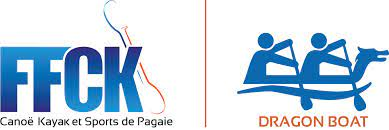 FFCK
Canoë Kayak et Sports de Pagaie
DRAGON BOAT